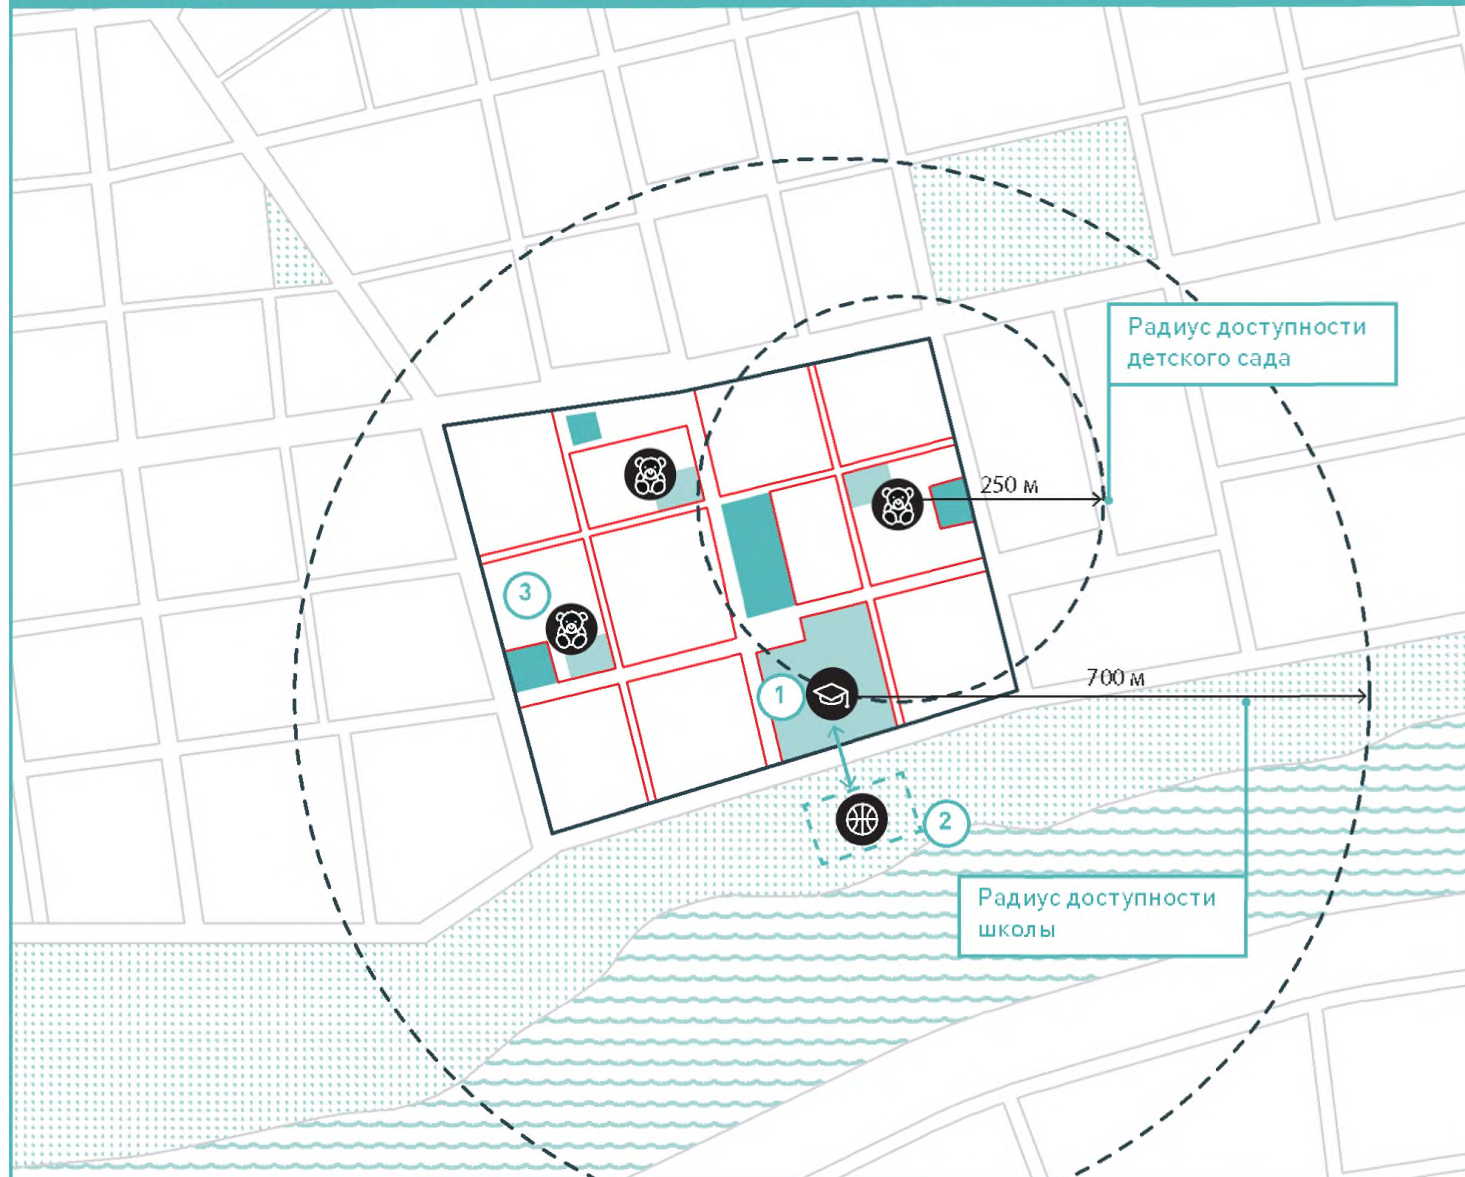 Радиус доступности
детского сада
250 м
3
700 м
1
2
Радиус доступности
школы